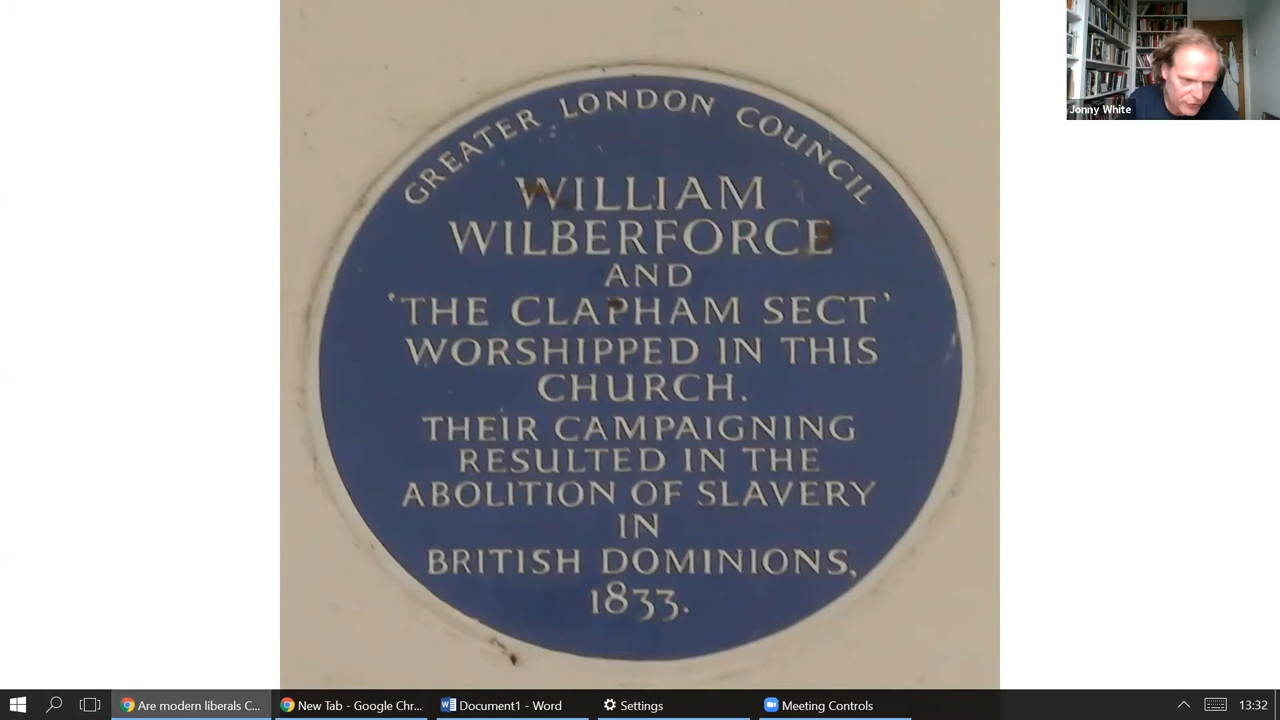 GREATER LONDON COUNCIL
WILLIAM
WILBERFORCE
AND
'THE CLAPHAM SECT'
WORSHIPPED IN THIS
CHURCH.
THEIR CAMPAIGNING
RESULTED IN THE
ABOLITION OF SLAVERY
IN
BRITISH DOMINIONS,
1833.
Jonny White
Are modern liberals C...
New Tab - Google Chr...
Document1 - Word
Settings
Meeting Controls
13:32